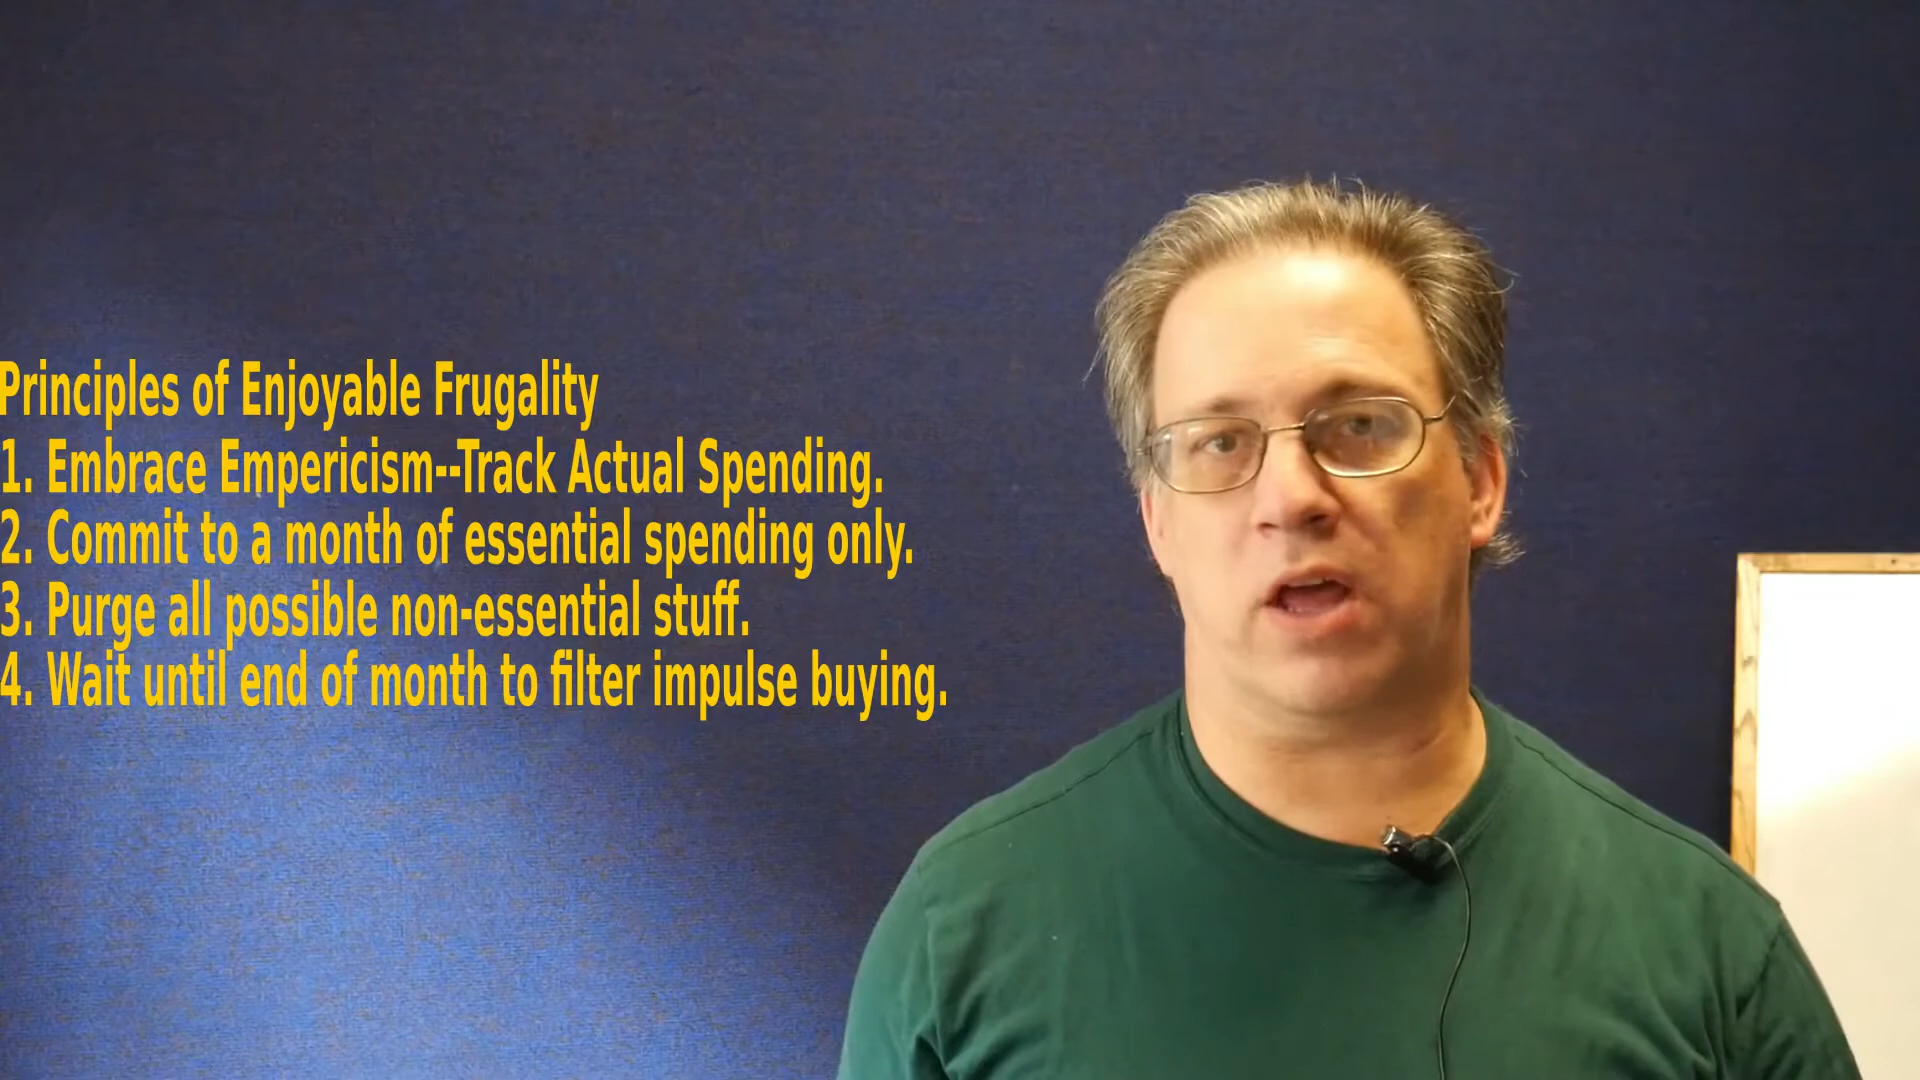 Principles of Enjoyable Frugality
1. Embrace Empericism--Track Actual Spending.
2. Commit to a month of essential spending only.
3. Purge all possible non-essential stuff.
4. Wait until end of month to filter impulse buying.